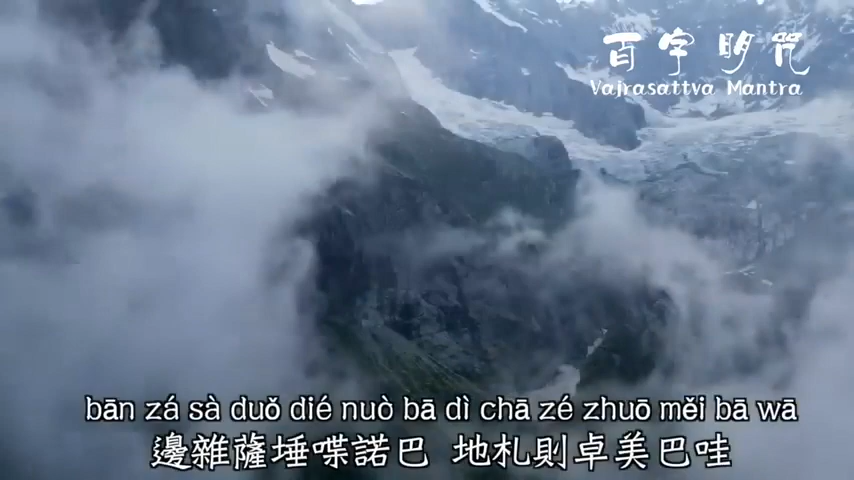 百字明咒
Vajrasattva Mantra
bān zá sà duǒ dié nuò bā dì chā zé zhuō měi bā wā
邊雜薩埵喋諾巴 地札則卓美巴哇